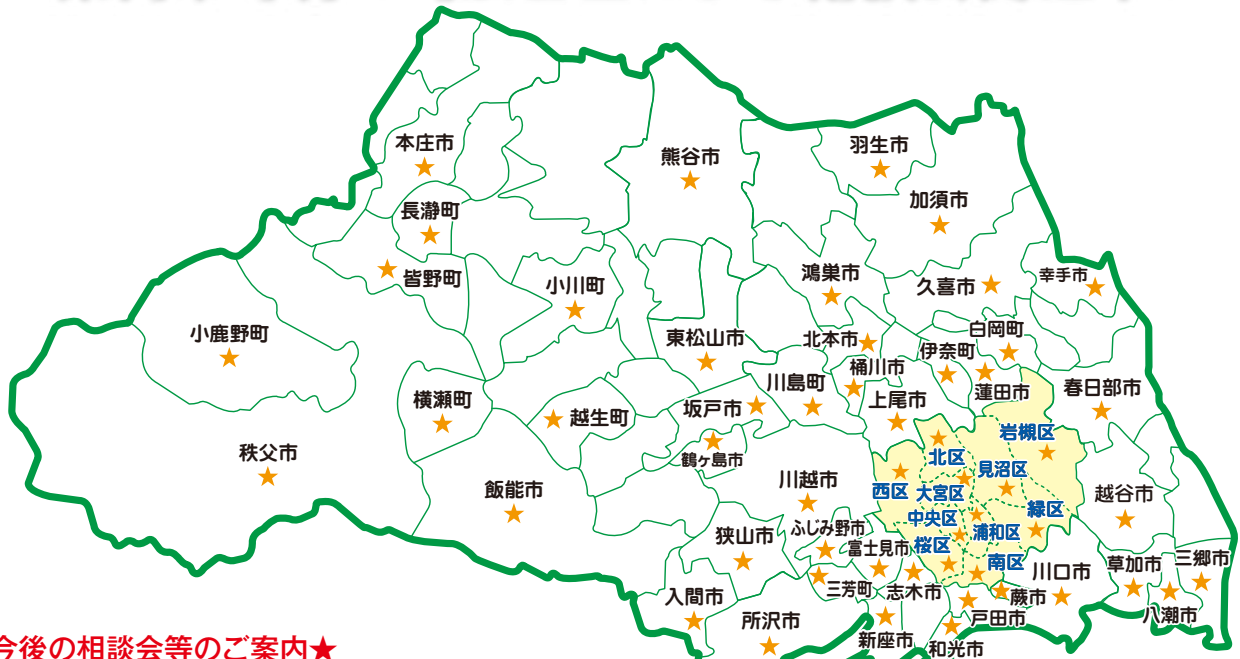 本庄市
熊谷市
羽生市
加須市
長瀞町
皆野町
小川町
鴻巣市
久喜市
幸手市
小鹿野町
東松山市
北本市
白岡町
伊奈町
桶川市
川島町
蓮田市
春日部市
横瀬町
越生町
坂戸市
上尾市
鶴ヶ島市
岩槻区
北区
見沼区
秩父市
飯能市
川越市
西区
大宮区
緑区
越谷市
中央区
浦和区
狭山市
ふじみ野市
富士見市
桜区
南区
川口市
草加市
三郷市
入間市
三芳町
志木市
蕨市
戸田市
八潮市
所沢市
新座市
和光市
今後の相談会等のご案内★